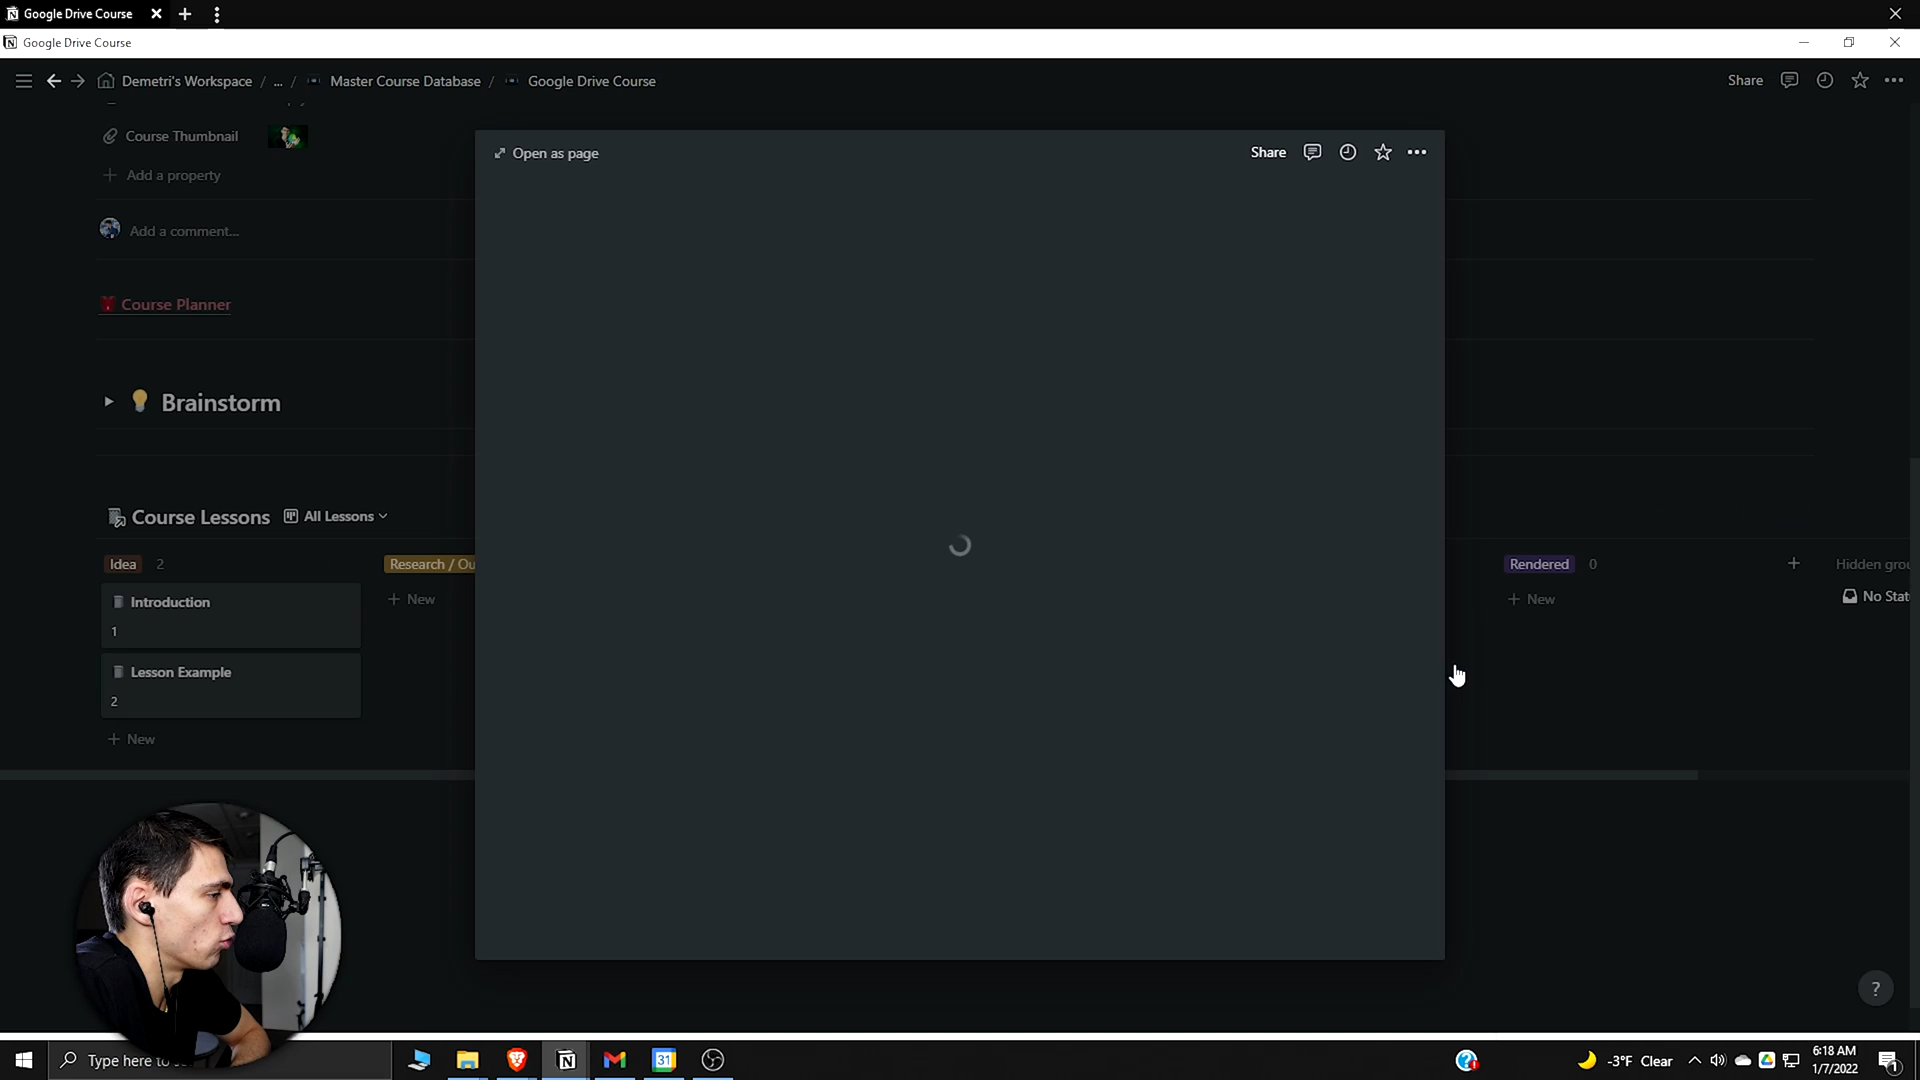 Google Drive Course
Google Drive Course
Demetri's Workspace / ... / Master Course Database / Google Drive Course
Share
Course Thumbnail
Add a property
Add a comment...
Course Planner
Brainstorm
Course Lessons All Lessons
Idea 2
Research / Ou
Introduction
1
Lesson Example
2
+ New
+ New
Open as page
Share
Rendered 0
+ New
Hidden grou
No Stat
?
Type here to s
31
-3°F Clear
6:18 AM
1/7/2022
1